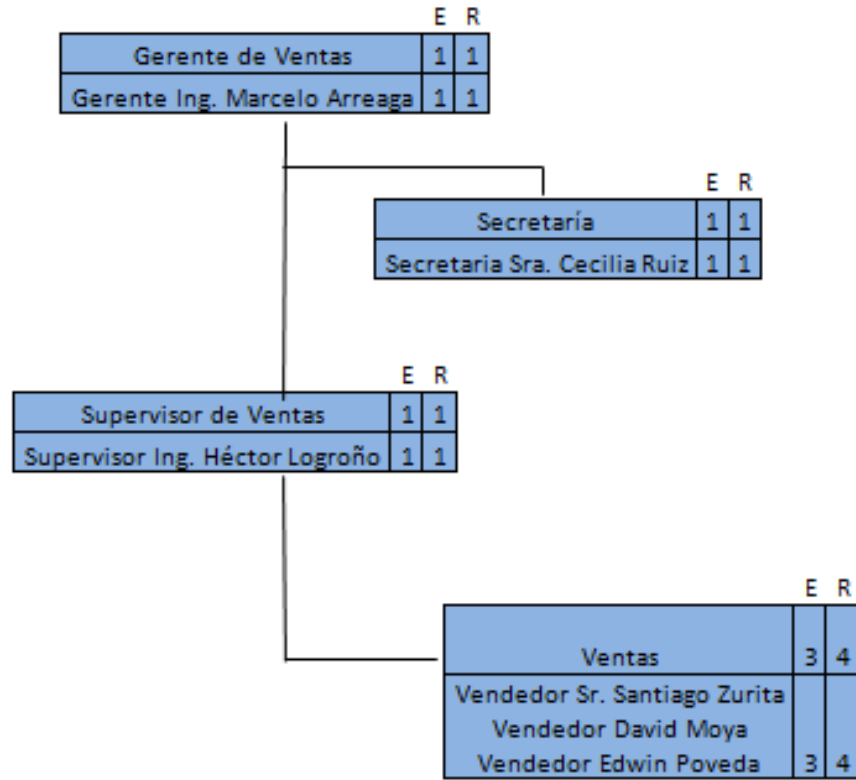 E R
Gerente de Ventas 1 1
Gerente Ing. Marcelo Arreaga 1 1
E R
Secretaría 1 1
Secretaria Sra. Cecilia Ruiz 1 1
E R
Supervisor de Ventas 1 1
Supervisor Ing. Héctor Logroño 1 1
E R
Ventas 3 4
Vendedor Sr. Santiago Zurita
Vendedor David Moya
Vendedor Edwin Poveda 3 4